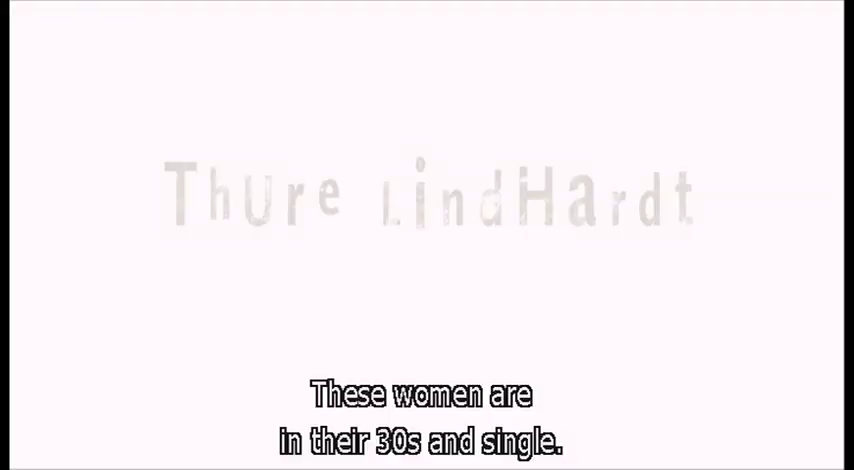 ThUre LindHardt
These women are
in their 30s and single.